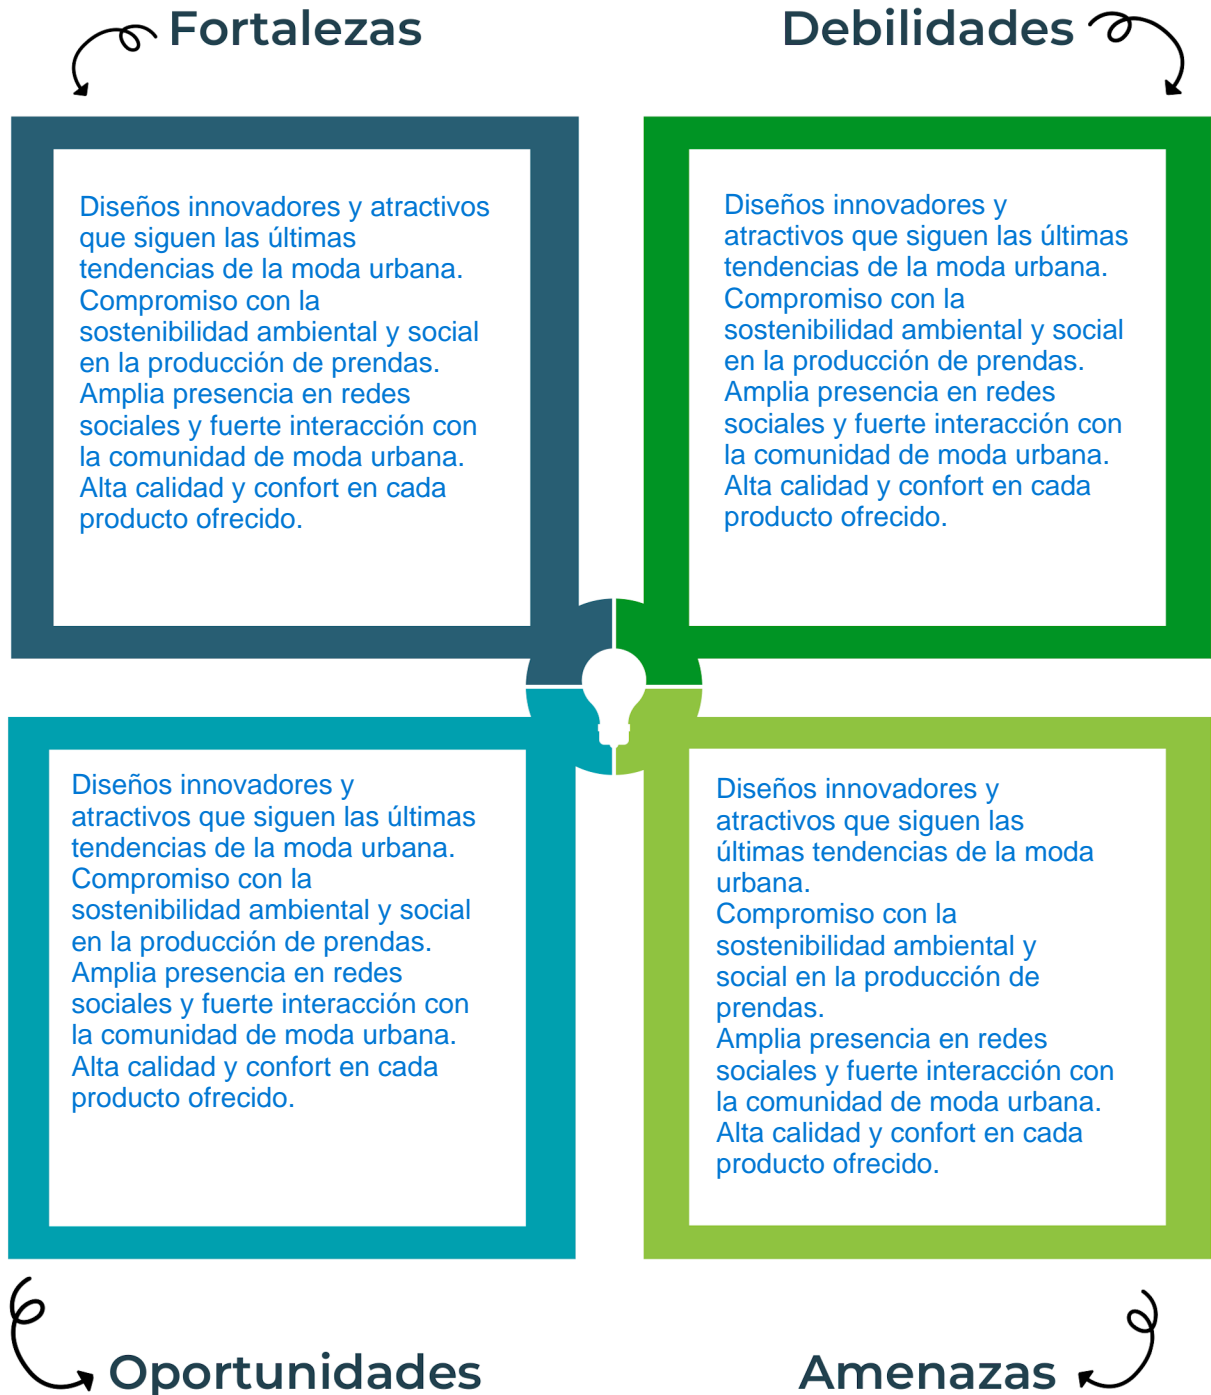 Fortalezas
Diseños innovadores y atractivos
que siguen las últimas
tendencias de la moda urbana.
Compromiso con la
sostenibilidad ambiental y social
en la producción de prendas.
Amplia presencia en redes
sociales y fuerte interacción con
la comunidad de moda urbana.
Alta calidad y confort en cada
producto ofrecido.
Debilidades
Diseños innovadores y
atractivos que siguen las últimas
tendencias de la moda urbana.
Compromiso con la
sostenibilidad ambiental y social
en la producción de prendas.
Amplia presencia en redes
sociales y fuerte interacción con
la comunidad de moda urbana.
Alta calidad y confort en cada
producto ofrecido.
Diseños innovadores y
atractivos que siguen las últimas
tendencias de la moda urbana.
Compromiso con la
sostenibilidad ambiental y social
en la producción de prendas.
Amplia presencia en redes
sociales y fuerte interacción con
la comunidad de moda urbana.
Alta calidad y confort en cada
producto ofrecido.
Oportunidades
Diseños innovadores y
atractivos que siguen las
últimas tendencias de la moda
urbana.
Compromiso con la
sostenibilidad ambiental y
social en la producción de
prendas.
Amplia presencia en redes
sociales y fuerte interacción con
la comunidad de moda urbana.
Alta calidad y confort en cada
producto ofrecido.
Amenazas